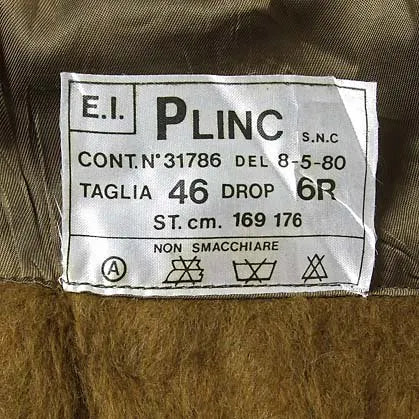 E.I. PLINC S.N.C
CONT. N° 31786 DEL 8-5-80
TAGLIA 46 DROP 6R
ST. cm. 169 176
NON SMACCHIARE
A